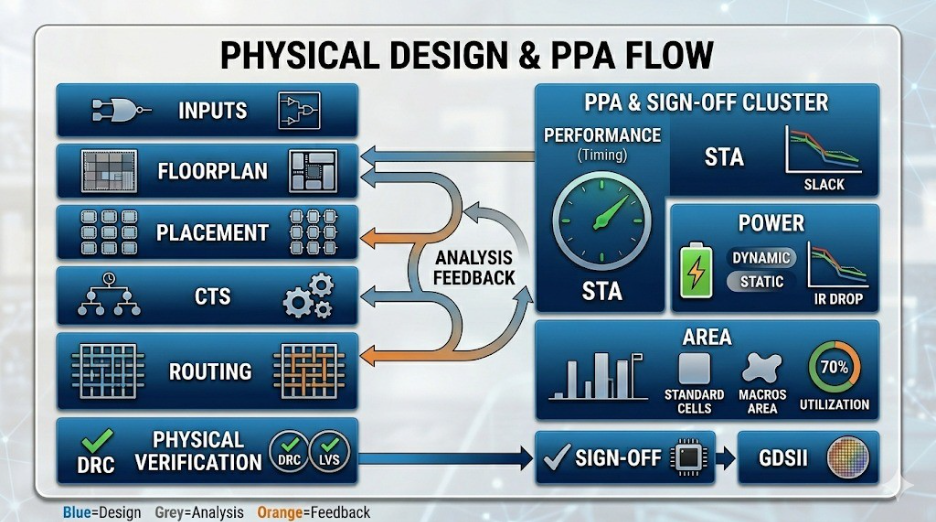 PHYSICAL DESIGN & PPA FLOW
INPUTS
FLOORPLAN
PLACEMENT
CTS
ROUTING
DRC
PHYSICAL
VERIFICATION
DRC
LVS
ANALYSIS
FEEDBACK
PPA & SIGN-OFF CLUSTER
PERFORMANCE
(Timing)
STA
STA
SLACK
POWER
DYNAMIC
STATIC
IR DROP
AREA
STANDARD
CELLS
MACROS
AREA
70%
UTILIZATION
SIGN-OFF
GDSII
Blue=Design Grey=Analysis Orange=Feedback